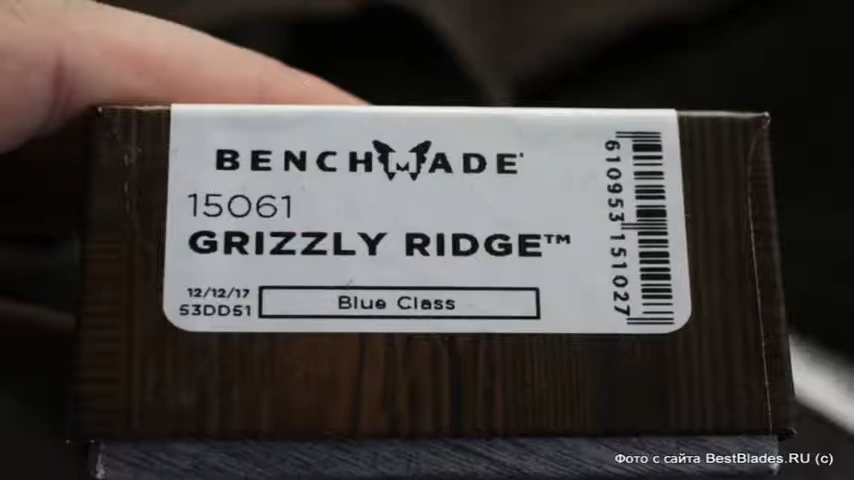 BENCHMADE
15061
GRIZZLY RIDGE™
12/12/17
53DD51
Blue Class
610953 151027
Фото с сайта BestBlades.RU (c)